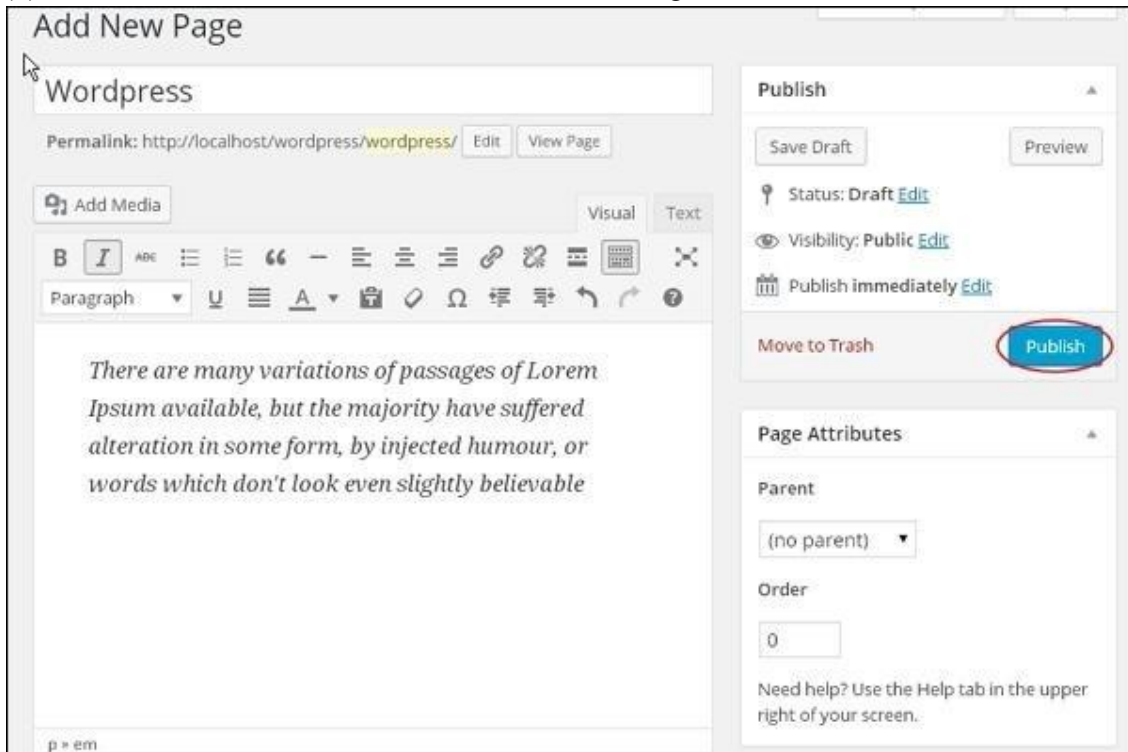 Add New Page
Wordpress
Permalink: http://localhost/wordpress/wordpress/ Edit View Page
Add Media
Visual Text
B I ABC
Paragraph U A Ω
There are many variations of passages of Lorem
Ipsum available, but the majority have suffered
alteration in some form, by injected humour, or
words which don't look even slightly believable
p » em
Publish
Save Draft Preview
Status: Draft Edit
Visibility: Public Edit
Publish immediately Edit
Move to Trash Publish
Page Attributes
Parent
(no parent)
Order
0
Need help? Use the Help tab in the upper
right of your screen.